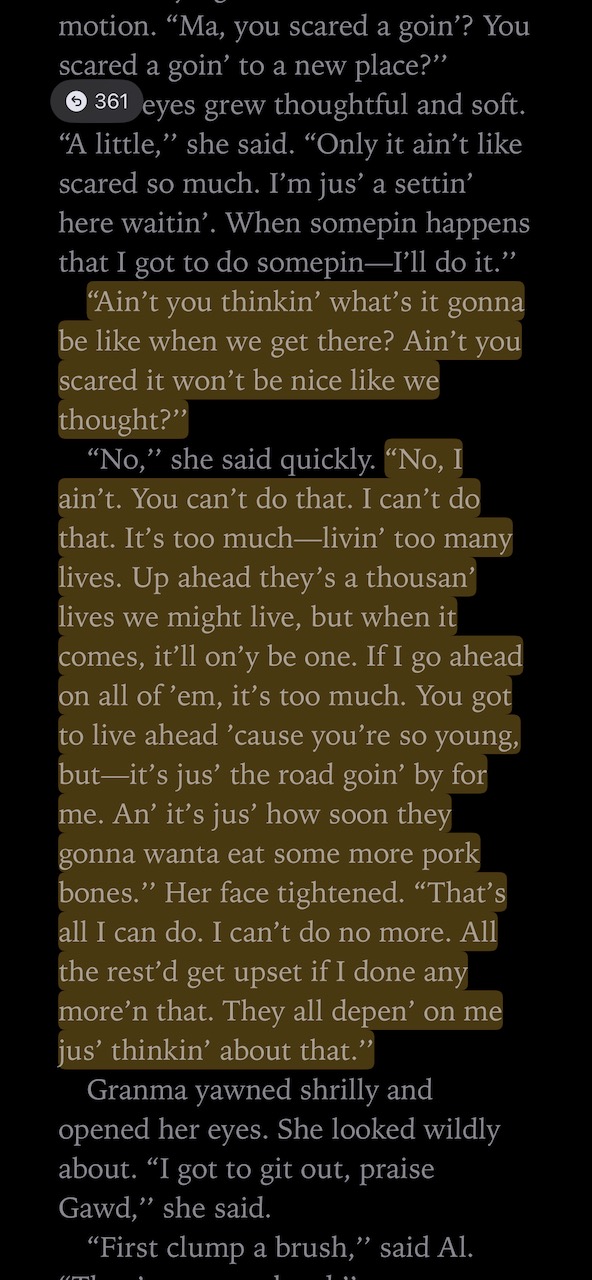 motion. “Ma, you scared a goin’? You
scared a goin’ to a new place?’’
361 eyes grew thoughtful and soft.
“A little,’’ she said. “Only it ain’t like
scared so much. I’m jus’ a settin’
here waitin’. When somepin happens
that I got to do somepin—I’ll do it.’’
“Ain’t you thinkin’ what’s it gonna
be like when we get there? Ain’t you
scared it won’t be nice like we
thought?’’
“No,’’ she said quickly. “No, I
ain’t. You can’t do that. I can’t do
that. It’s too much—livin’ too many
lives. Up ahead they’s a thousan’
lives we might live, but when it
comes, it’ll on’y be one. If I go ahead
on all of ’em, it’s too much. You got
to live ahead ’cause you’re so young,
but—it’s jus’ the road goin’ by for
me. An’ it’s jus’ how soon they
gonna wanta eat some more pork
bones.’’ Her face tightened. “That’s
all I can do. I can’t do no more. All
the rest’d get upset if I done any
more’n that. They all depen’ on me
jus’ thinkin’ about that.’’
Granma yawned shrilly and
opened her eyes. She looked wildly
about. “I got to git out, praise
Gawd,’’ she said.
“First clump a brush,’’ said Al.